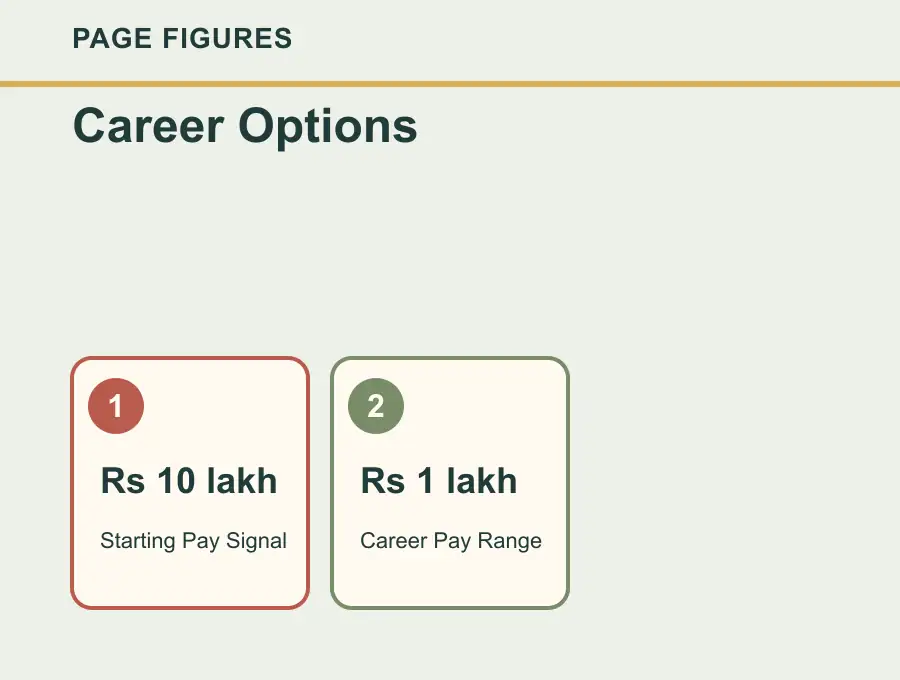 PAGE FIGURES
Career Options
1
Rs 10 lakh
Starting Pay Signal
2
Rs 1 lakh
Career Pay Range